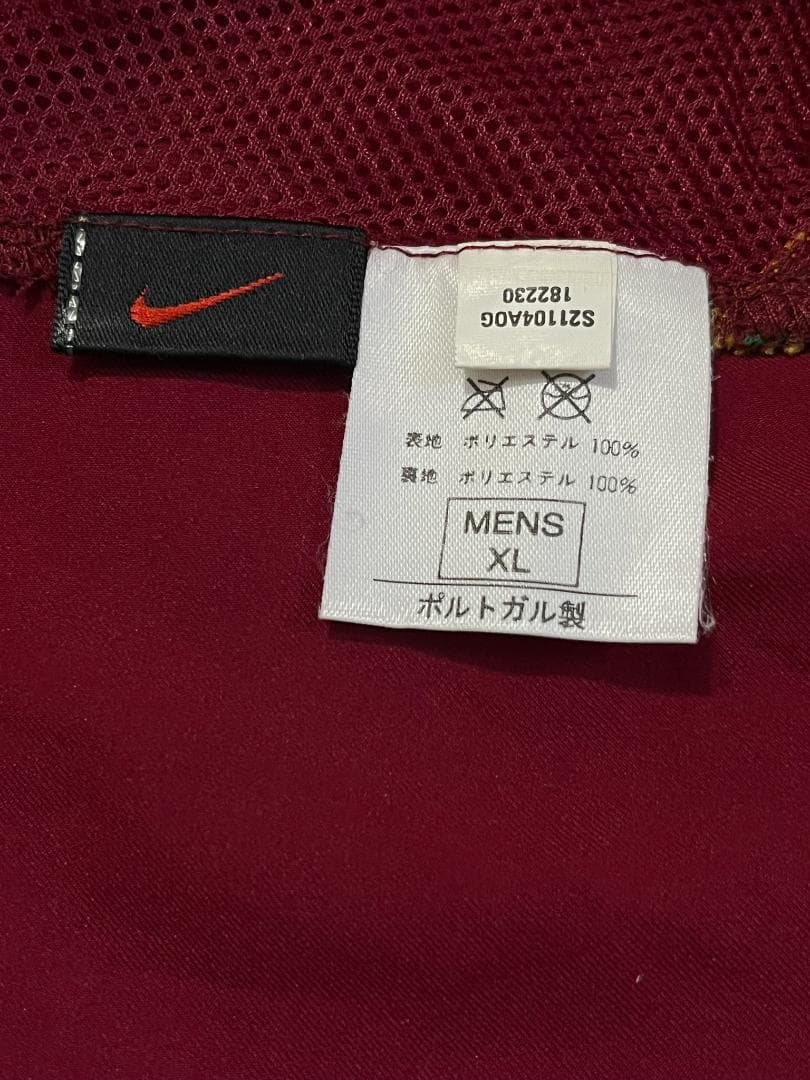 S21104AOG
182230
表地 ポリエステル 100%
裏地 ポリエステル 100%
MENS
XL
ポルトガル製